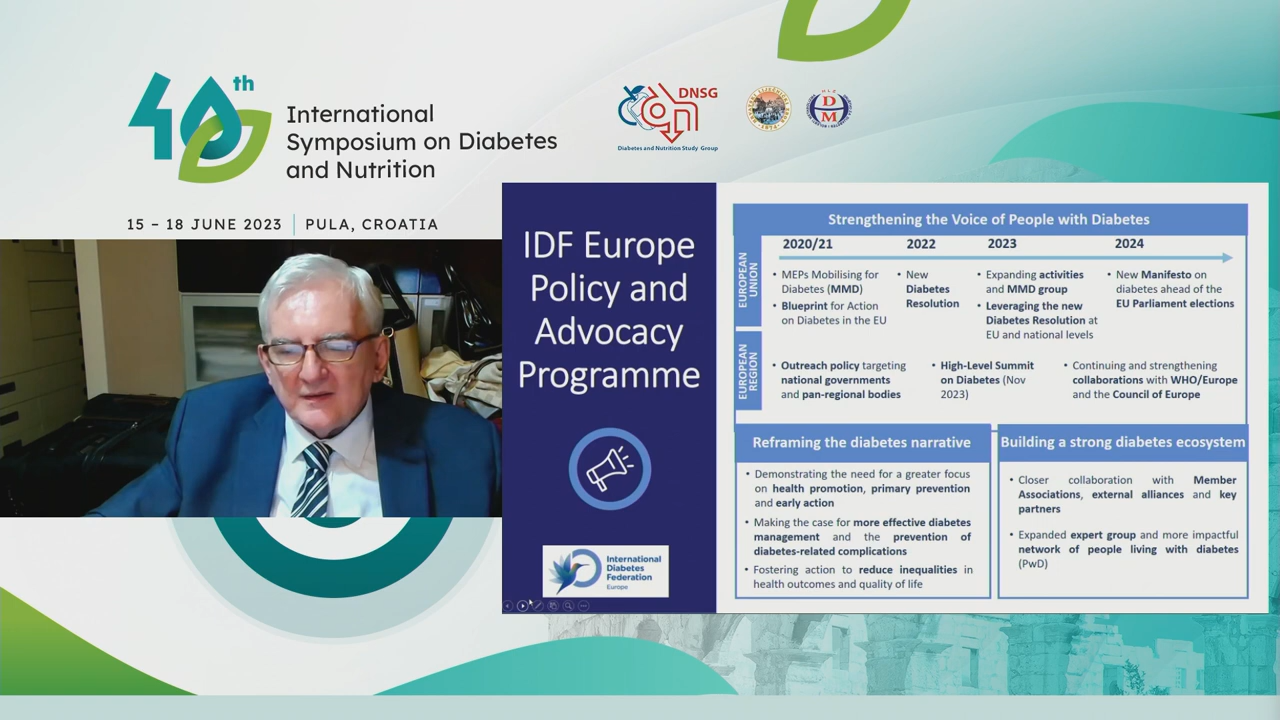 40th
International
Symposium on Diabetes
and Nutrition
15 – 18 JUNE 2023 | PULA, CROATIA
DNSG
Diabetes and Nutrition Study Group
DM
IDF Europe
Policy and
Advocacy
Programme
International
Diabetes
Federation
Europe
Strengthening the Voice of People with Diabetes
2020/21 2022 2023 2024
EUROPEAN
UNION
• MEPs Mobilising for
Diabetes (MMD)
• Blueprint for Action
on Diabetes in the EU
• New
Diabetes
Resolution
• Expanding activities
and MMD group
• Leveraging the new
Diabetes Resolution at
EU and national levels
• New Manifesto on
diabetes ahead of the
EU Parliament elections
EUROPEAN
REGION
• Outreach policy targeting
national governments
and pan-regional bodies
• High-Level Summit
on Diabetes (Nov
2023)
• Continuing and strengthening
collaborations with WHO/Europe
and the Council of Europe
Reframing the diabetes narrative
• Demonstrating the need for a greater focus
on health promotion, primary prevention
and early action
• Making the case for more effective diabetes
management and the prevention of
diabetes-related complications
• Fostering action to reduce inequalities in
health outcomes and quality of life
Building a strong diabetes ecosystem
• Closer collaboration with Member
Associations, external alliances and key
partners
• Expanded expert group and more impactful
network of people living with diabetes
(PwD)